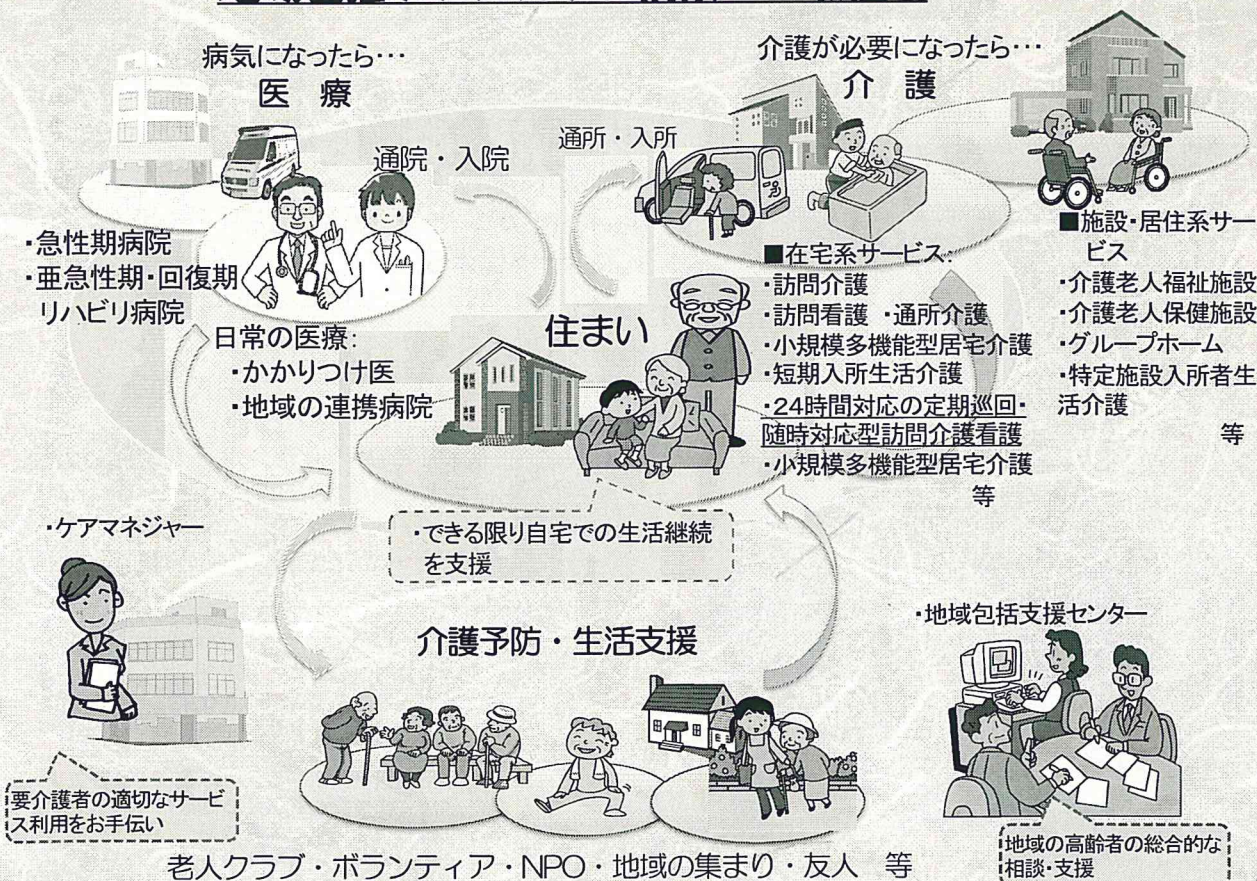 病気になったら…
医療
通院・入院
・急性期病院
・亜急性期・回復期
リハビリ病院
日常の医療:
・かかりつけ医
・地域の連携病院
介護が必要になったら…
介護
通所・入所
■在宅系サービス:
・訪問介護
・訪問看護 ・通所介護
・小規模多機能型居宅介護
・短期入所生活介護
・24時間対応の定期巡回・
随時対応型訪問介護看護
・小規模多機能型居宅介護
等
■施設・居住系サー
ビス
・介護老人福祉施設
・介護老人保健施設
・グループホーム
・特定施設入所者生
活介護
等
住まい
・できる限り自宅での生活継続
を支援
・ケアマネジャー
要介護者の適切なサービ
ス利用をお手伝い
介護予防・生活支援
老人クラブ・ボランティア・NPO・地域の集まり・友人 等
・地域包括支援センター
地域の高齢者の総合的な
相談・支援